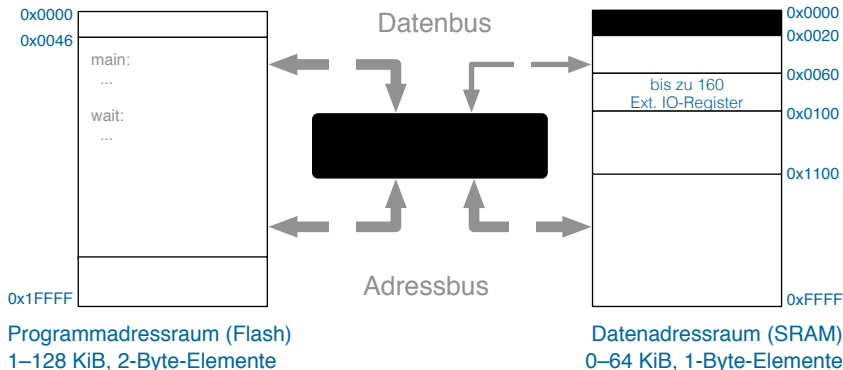 0x0000
0x0046
main:
...
wait:
...
0x1FFFF
Programmadressraum (Flash)
1–128 KiB, 2-Byte-Elemente
Datenbus
Adressbus
0x0000
0x0020
0x0060
bis zu 160
Ext. IO-Register
0x0100
0x1100
0xFFFF
Datenadressraum (SRAM)
0–64 KiB, 1-Byte-Elemente